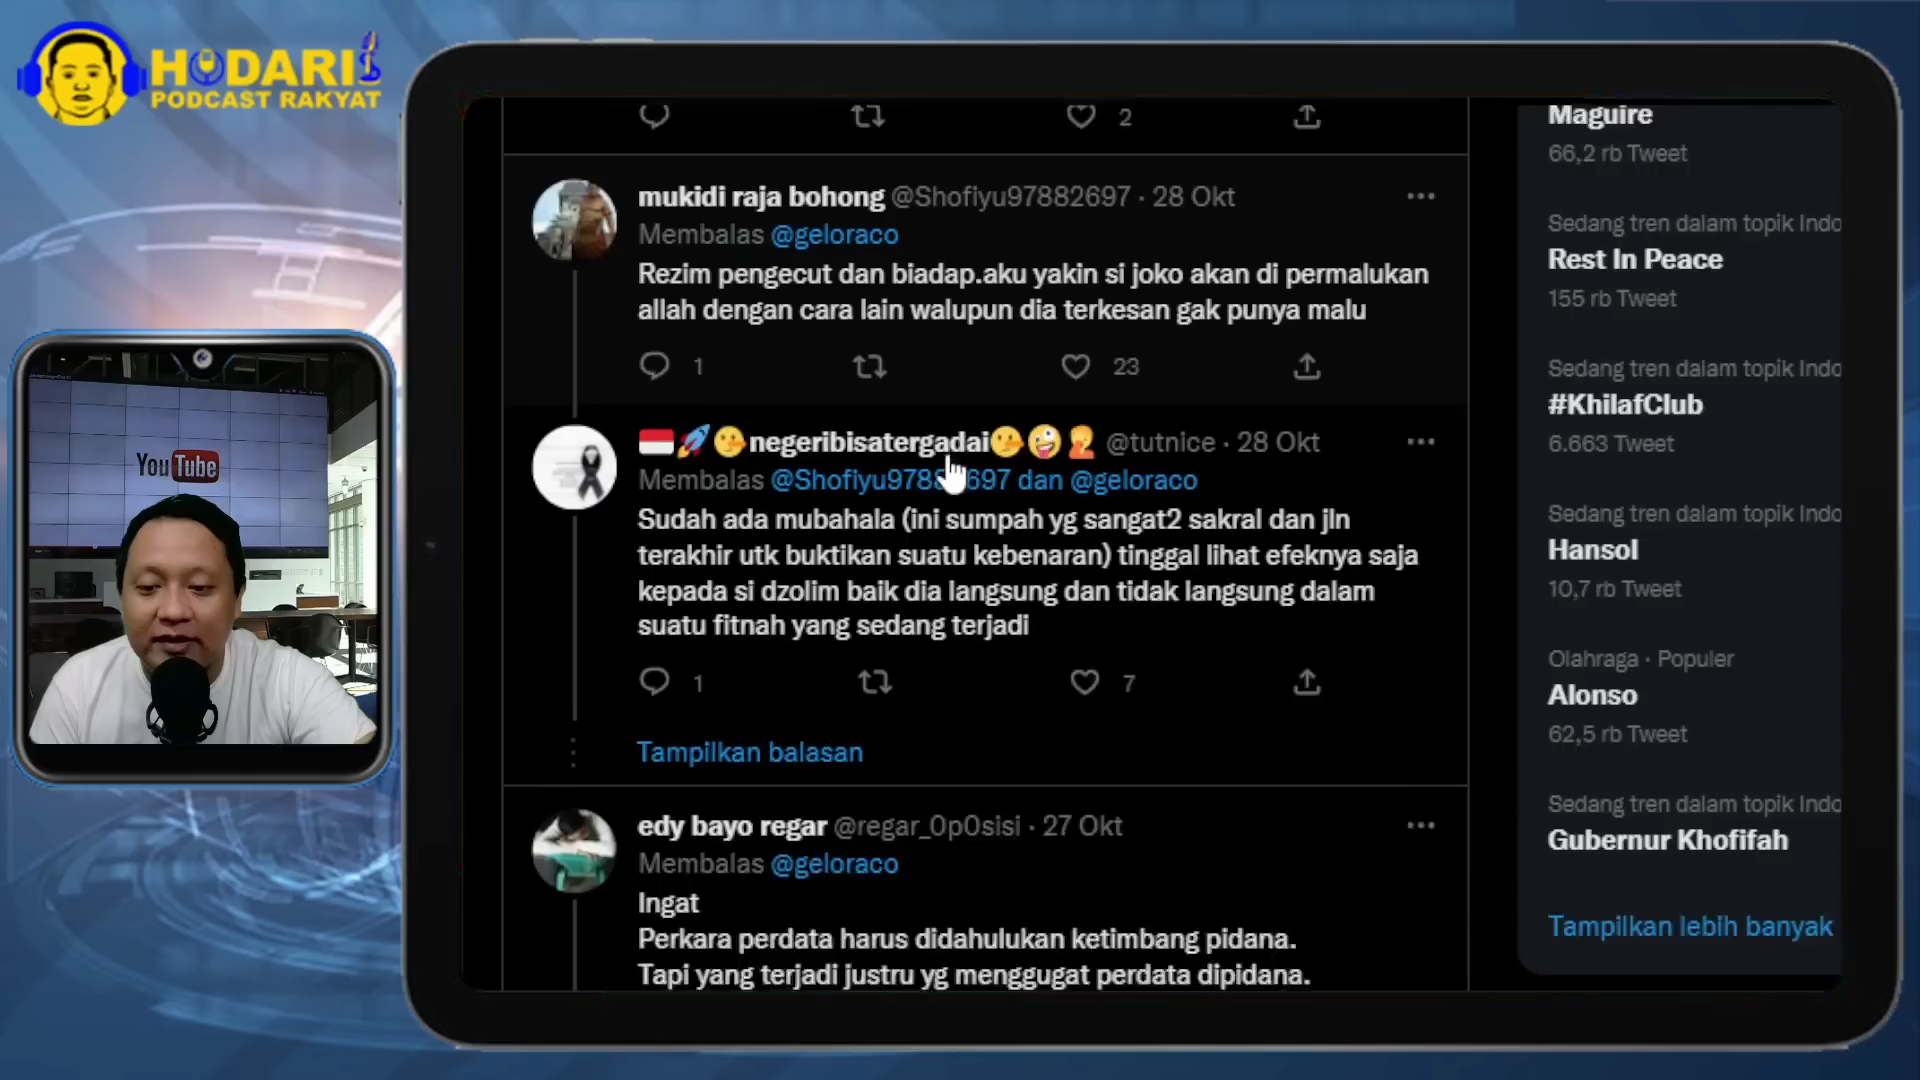 HODARI
PODCAST RAKYAT
YouTube
2
mukidi raja bohong @Shofiyu97882697 · 28 Okt
Membalas @geloraco
Rezim pengecut dan biadap.aku yakin si joko akan di permalukan
allah dengan cara lain walupun dia terkesan gak punya malu
1 23
🇮🇩🚀🤥negeribisatergadai🤥🤪🤦 @tutnice · 28 Okt
Membalas @Shofiyu978 697 dan @geloraco
Sudah ada mubahala (ini sumpah yg sangat2 sakral dan jln
terakhir utk buktikan suatu kebenaran) tinggal lihat efeknya saja
kepada si dzolim baik dia langsung dan tidak langsung dalam
suatu fitnah yang sedang terjadi
1 7
Tampilkan balasan
edy bayo regar @regar_0p0sisi · 27 Okt
Membalas @geloraco
Ingat
Perkara perdata harus didahulukan ketimbang pidana.
Tapi yang terjadi justru yg menggugat perdata dipidana.
Maguire
66,2 rb Tweet
Sedang tren dalam topik Indo
Rest In Peace
155 rb Tweet
Sedang tren dalam topik Indo
#KhilafClub
6.663 Tweet
Sedang tren dalam topik Indo
Hansol
10,7 rb Tweet
Olahraga · Populer
Alonso
62,5 rb Tweet
Sedang tren dalam topik Indo
Gubernur Khofifah
Tampilkan lebih banyak